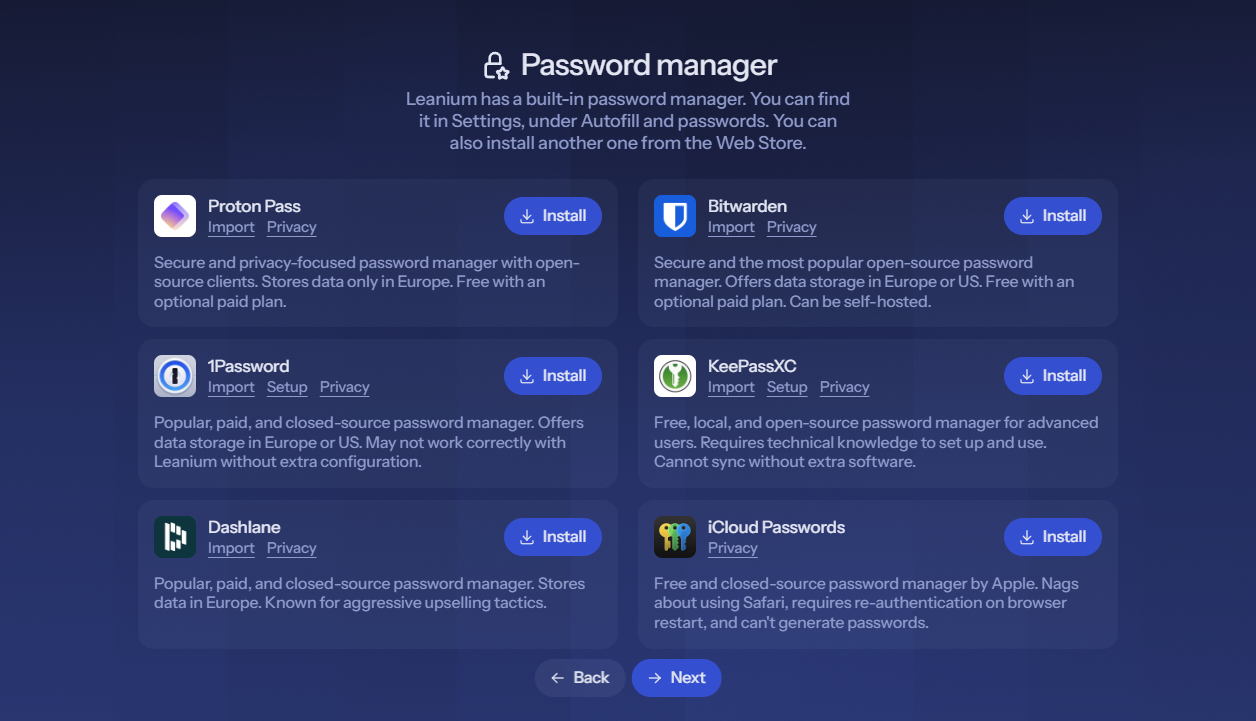 Password manager
Leanium has a built-in password manager. You can find
it in Settings, under Autofill and passwords. You can
also install another one from the Web Store.
Proton Pass
Import Privacy
Install
Secure and privacy-focused password manager with open-
source clients. Stores data only in Europe. Free with an
optional paid plan.
Bitwarden
Import Privacy
Install
Secure and the most popular open-source password
manager. Offers data storage in Europe or US. Free with an
optional paid plan. Can be self-hosted.
1Password
Import Setup Privacy
Install
Popular, paid, and closed-source password manager. Offers
data storage in Europe or US. May not work correctly with
Leanium without extra configuration.
KeePassXC
Import Setup Privacy
Install
Free, local, and open-source password manager for advanced
users. Requires technical knowledge to set up and use.
Cannot sync without extra software.
Dashlane
Import Privacy
Install
Popular, paid, and closed-source password manager. Stores
data in Europe. Known for aggressive upselling tactics.
iCloud Passwords
Privacy
Install
Free and closed-source password manager by Apple. Nags
about using Safari, requires re-authentication on browser
restart, and can't generate passwords.
Back
Next